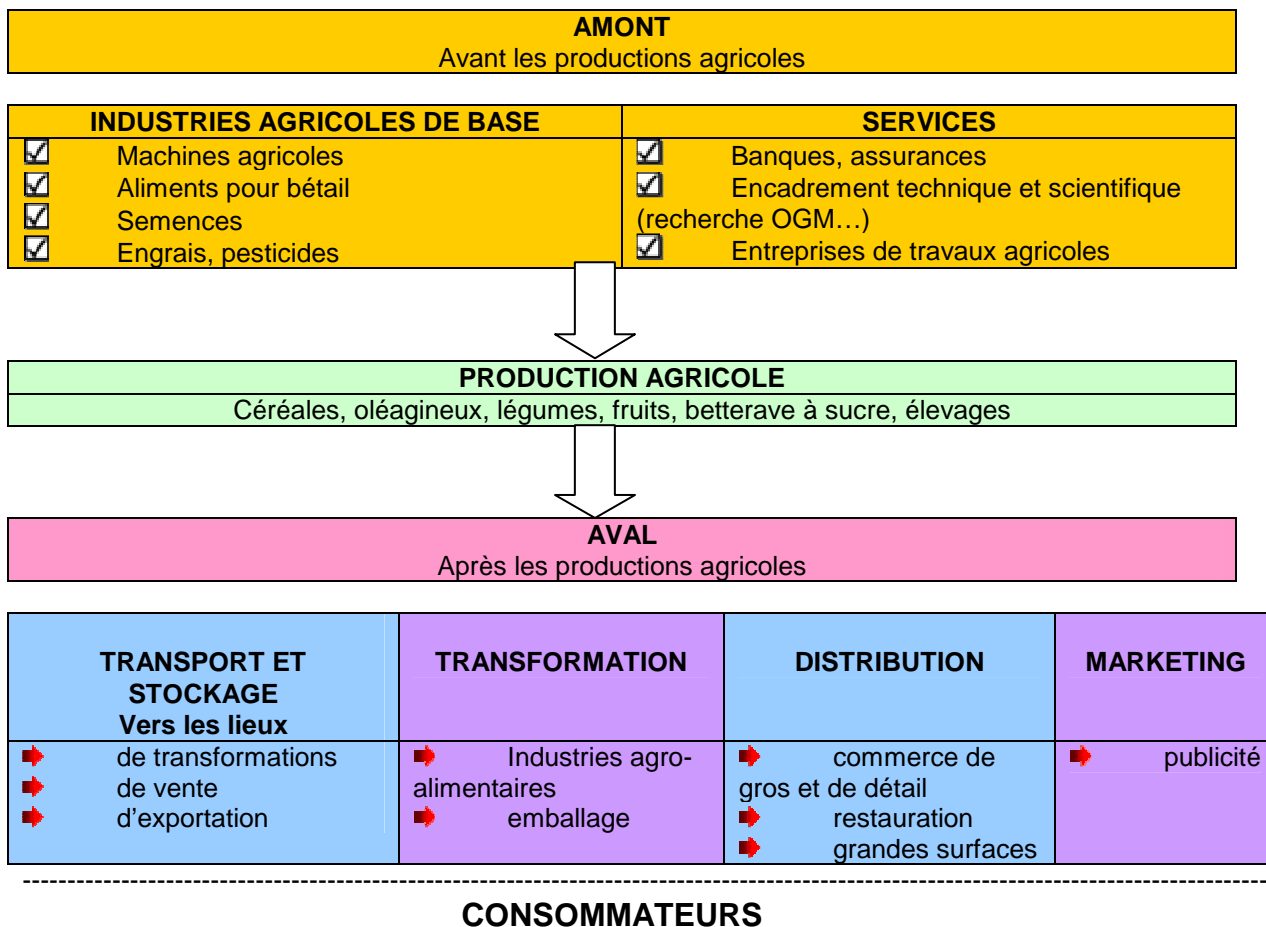 AMONT
Avant les productions agricoles
INDUSTRIES AGRICOLES DE BASE
Machines agricoles
Aliments pour bétail
Semences
Engrais, pesticides
SERVICES
Banques, assurances
Encadrement technique et scientifique
(recherche OGM…)
Entreprises de travaux agricoles
PRODUCTION AGRICOLE
Céréales, oléagineux, légumes, fruits, betterave à sucre, élevages
AVAL
Après les productions agricoles
TRANSPORT ET
STOCKAGE
Vers les lieux
de transformations
de vente
d'exportation
TRANSFORMATION
Industries agro-
alimentaires
emballage
DISTRIBUTION
commerce de
gros et de détail
restauration
grandes surfaces
MARKETING
publicité
CONSOMMATEURS